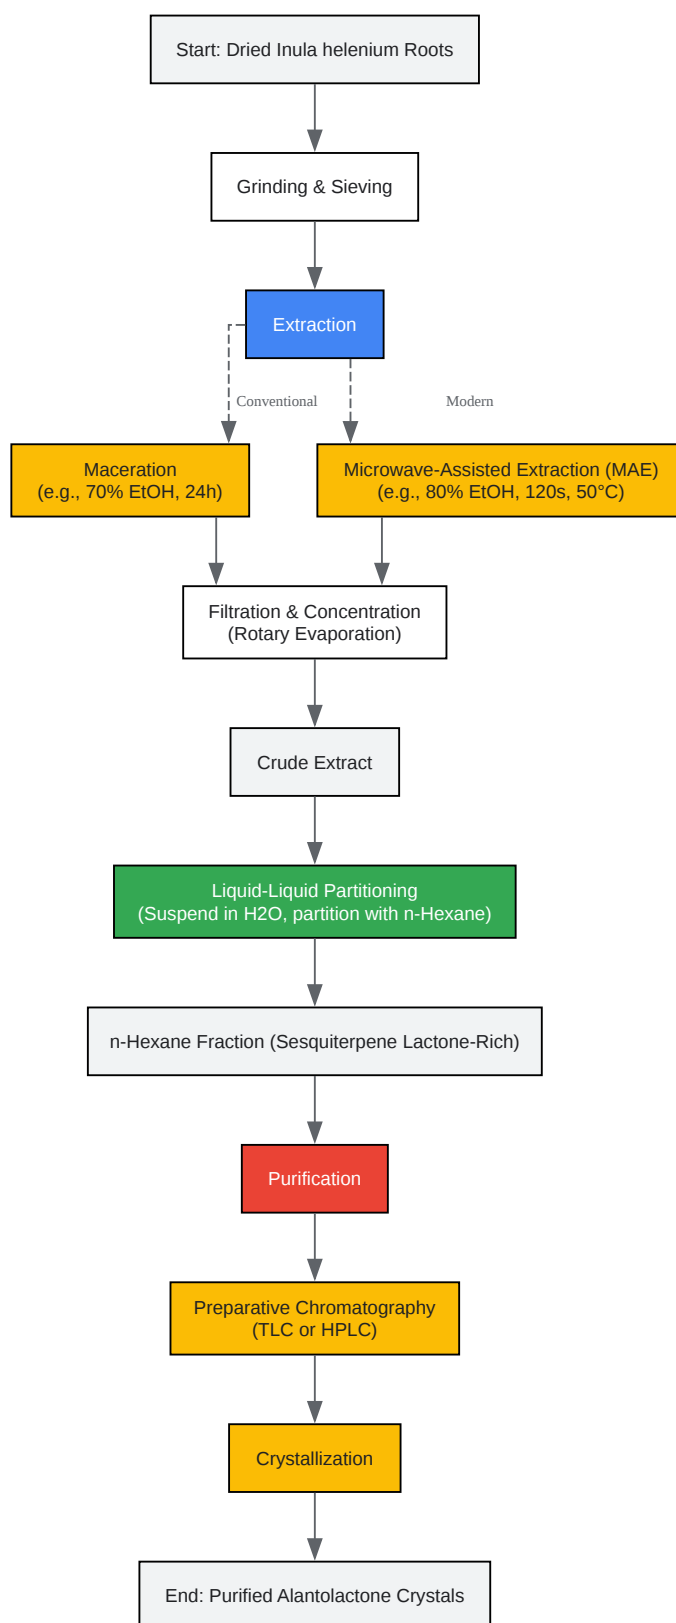 Start: Dried Inula helenium Roots
Grinding & Sieving
Extraction
Conventional
Modern
Maceration
(e.g., 70% EtOH, 24h)
Microwave-Assisted Extraction (MAE)
(e.g., 80% EtOH, 120s, 50°C)
Filtration & Concentration
(Rotary Evaporation)
Crude Extract
Liquid-Liquid Partitioning
(Suspend in H2O, partition with n-Hexane)
n-Hexane Fraction (Sesquiterpene Lactone-Rich)
Purification
Preparative Chromatography
(TLC or HPLC)
Crystallization
End: Purified Alantolactone Crystals